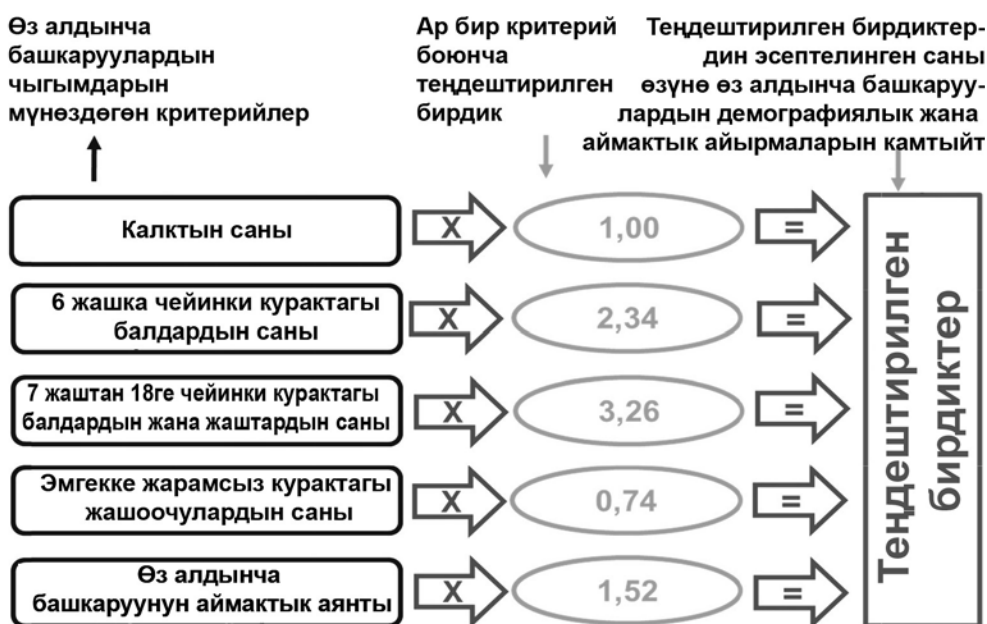 Өз алдынча
башкаруулардын
чыгымдарын
мүнөздөгөн критерийлер
Ар бир критерий
боюнча
теңдештирилген
бирдик
Теңдештирилген бирдиктер-
дин эсептелинген саны
өзүнө өз алдынча башкаруу-
лардын демографиялык жана
аймактык айырмаларын камтыйт
Калктын саны
X
1,00
=
6 жашка чейинки курактагы
балдардын саны
X
2,34
=
7 жаштан 18ге чейинки курактагы
балдардын жана жаштардын саны
X
3,26
=
Эмгекке жарамсыз курактагы
жашоочулардын саны
X
0,74
=
Өз алдынча
башкаруунун аймактык аянты
X
1,52
=
Теңдештирилген
бирдиктер